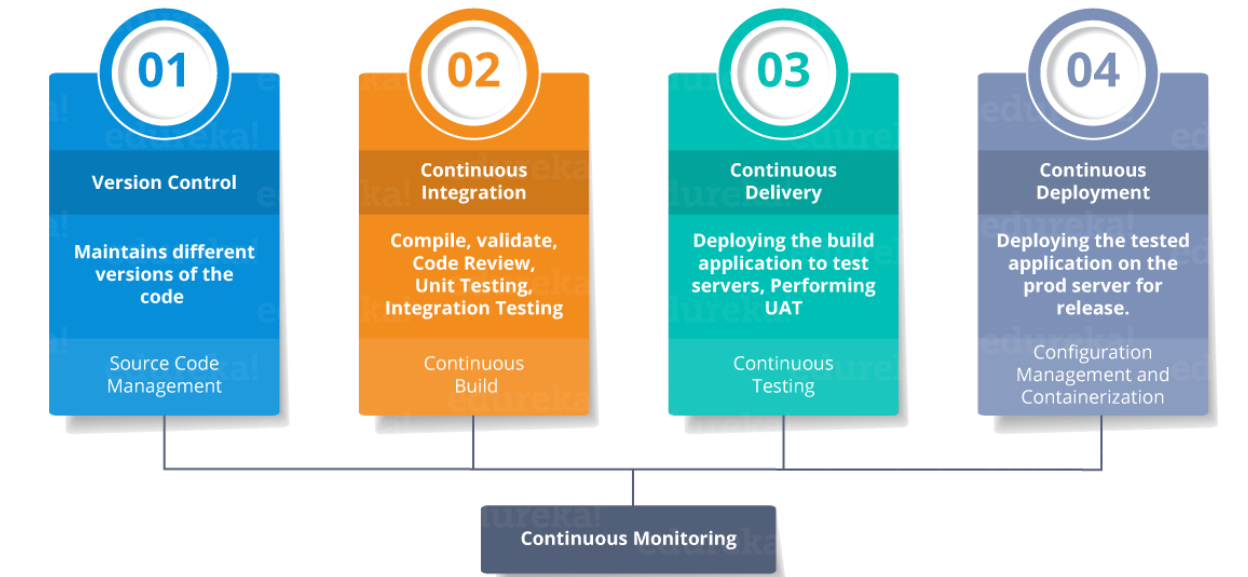 01
Version Control
Maintains different
versions of the
code
Source Code
Management
02
Continuous
Integration
Compile, validate,
Code Review,
Unit Testing,
Integration Testing
Continuous
Build
03
Continuous
Delivery
Deploying the build
application to test
servers, Performing
UAT
Continuous
Testing
04
Continuous
Deployment
Deploying the tested
application on the
prod server for
release.
Configuration
Management and
Containerization
Continuous Monitoring
edureka!